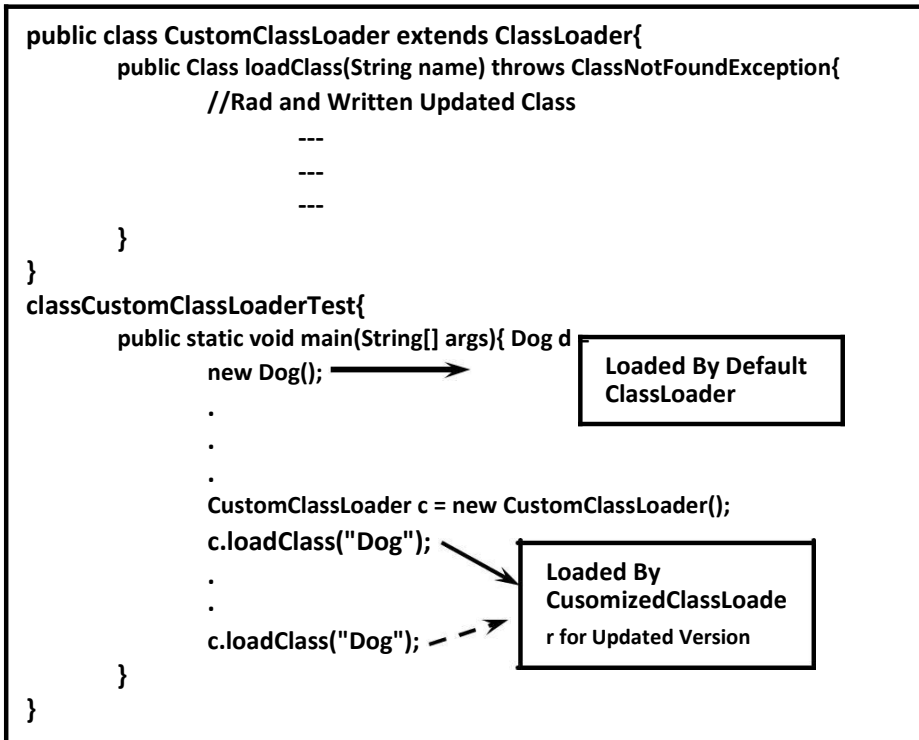 public class CustomClassLoader extends ClassLoader{
public Class loadClass(String name) throws ClassNotFoundException{
//Rad and Written Updated Class
---
---
---
}
}
classCustomClassLoaderTest{
public static void main(String[] args){ Dog d =
new Dog();
Loaded By Default
ClassLoader
.
.
.
CustomClassLoader c = new CustomClassLoader();
c.loadClass("Dog");
.
.
c.loadClass("Dog");
Loaded By
CusomizedClassLoade
r for Updated Version
}
}